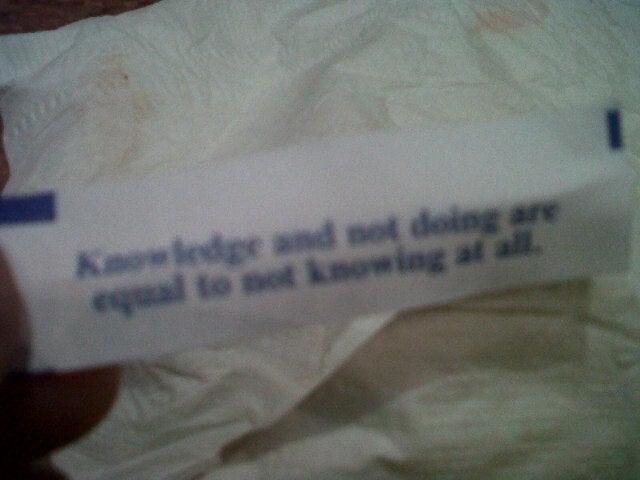 Knowledge and not doing are
equal to not knowing at all.